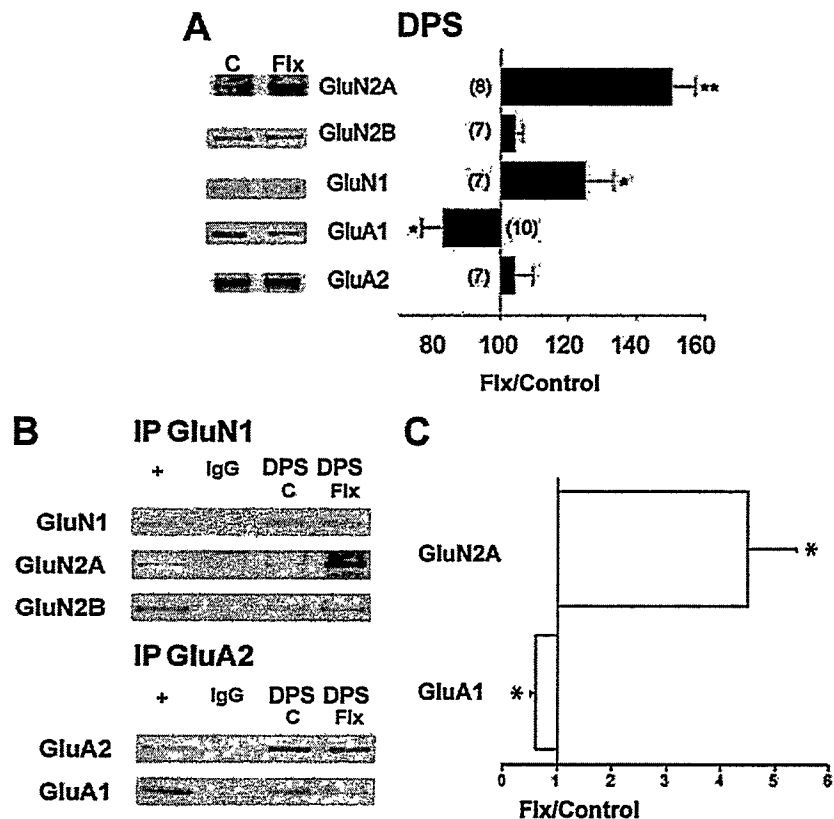 A
DPS
C Flx
GluN2A (8) **
GluN2B (7)
GluN1 (7) *
GluA1 * (10)
GluA2 (7)
80 100 120 140 160
Flx/Control
B
IP GluN1
+ IgG DPS DPS
C Flx
GluN1
GluN2A
GluN2B
IP GluA2
+ IgG DPS DPS
C Flx
GluA2
GluA1
C
GluN2A *
GluA1 *
0 1 2 3 4 5 6
Flx/Control